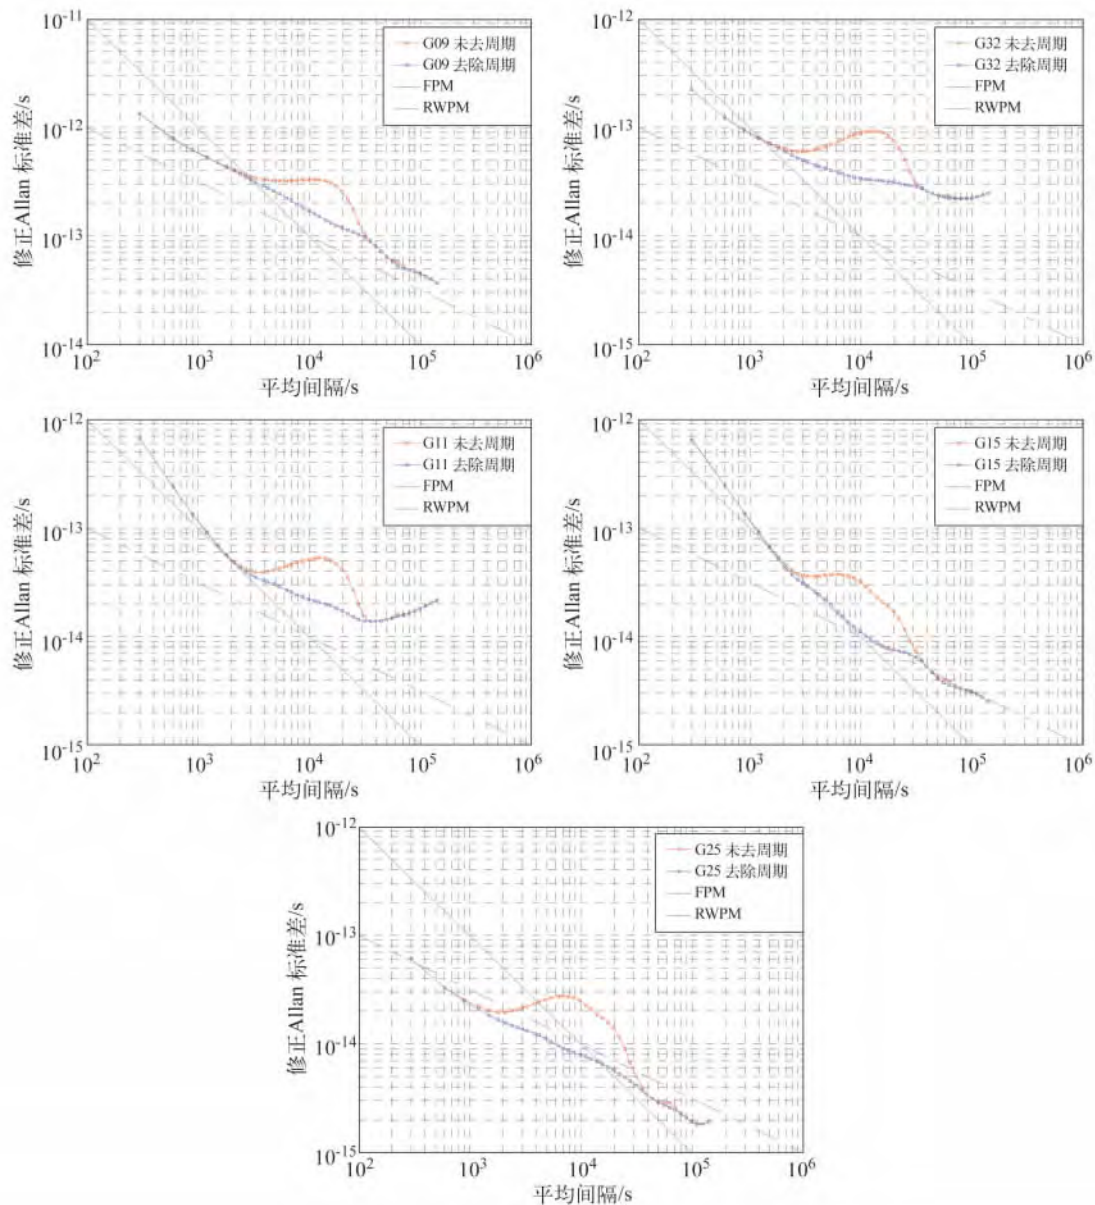 10⁻¹¹
10⁻¹²
10⁻¹³
10⁻¹⁴
修正Allan 标准差/s
10² 10³ 10⁴ 10⁵ 10⁶
平均间隔/s
G09 未去周期
G09 去除周期
FPM
RWPM
10⁻¹²
10⁻¹³
10⁻¹⁴
10⁻¹⁵
修正Allan 标准差/s
10² 10³ 10⁴ 10⁵ 10⁶
平均间隔/s
G32 未去周期
G32 去除周期
FPM
RWPM
10⁻¹²
10⁻¹³
10⁻¹⁴
10⁻¹⁵
修正Allan 标准差/s
10² 10³ 10⁴ 10⁵ 10⁶
平均间隔/s
G11 未去周期
G11 去除周期
FPM
RWPM
10⁻¹²
10⁻¹³
10⁻¹⁴
10⁻¹⁵
修正Allan 标准差/s
10² 10³ 10⁴ 10⁵ 10⁶
平均间隔/s
G15 未去周期
G15 去除周期
FPM
RWPM
10⁻¹²
10⁻¹³
10⁻¹⁴
10⁻¹⁵
修正Allan 标准差/s
10² 10³ 10⁴ 10⁵ 10⁶
平均间隔/s
G25 未去周期
G25 去除周期
FPM
RWPM